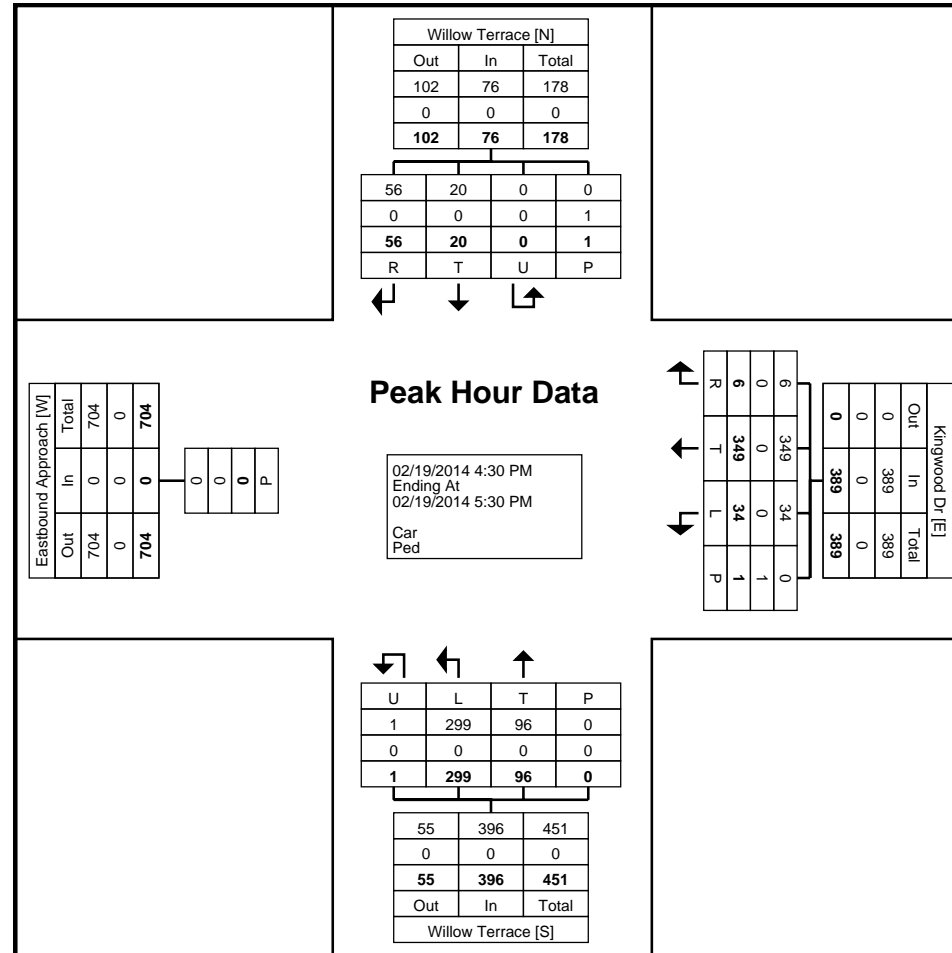 Willow Terrace [N]
Out In Total
102 76 178
0 0 0
102 76 178
56 20 0 0
0 0 0 1
56 20 0 1
R T U P
Peak Hour Data
02/19/2014 4:30 PM
Ending At
02/19/2014 5:30 PM
Car
Ped
Eastbound Approach [W]
Out In Total
704 0 704
0 0 0
704 0 704
0
0
0
P
Kingwood Dr [E]
Out In Total
0 389 389
0 0 0
0 389 389
6 349 34 0
0 0 0 1
6 349 34 1
R T L P
U L T P
1 299 96 0
0 0 0 0
1 299 96 0
55 396 451
0 0 0
55 396 451
Out In Total
Willow Terrace [S]